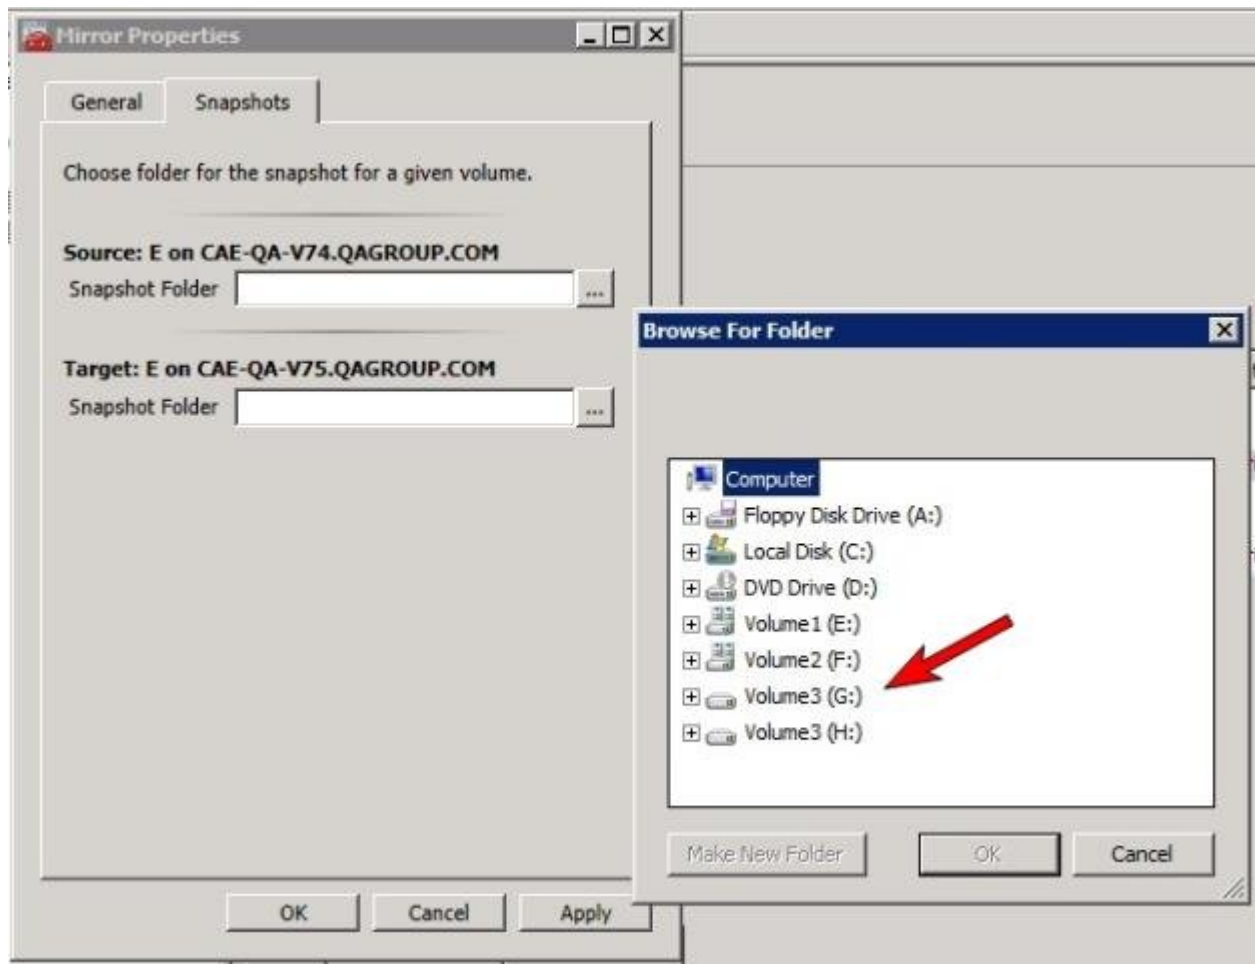 Mirror Properties
General
Snapshots
Choose folder for the snapshot for a given volume.
Source: E on CAE-QA-V74.QAGROUP.COM
Snapshot Folder
...
Target: E on CAE-QA-V75.QAGROUP.COM
Snapshot Folder
...
OK
Cancel
Apply
Browse For Folder
Computer
Floppy Disk Drive (A:)
Local Disk (C:)
DVD Drive (D:)
Volume1 (E:)
Volume2 (F:)
Volume3 (G:)
Volume3 (H:)
Make New Folder
OK
Cancel